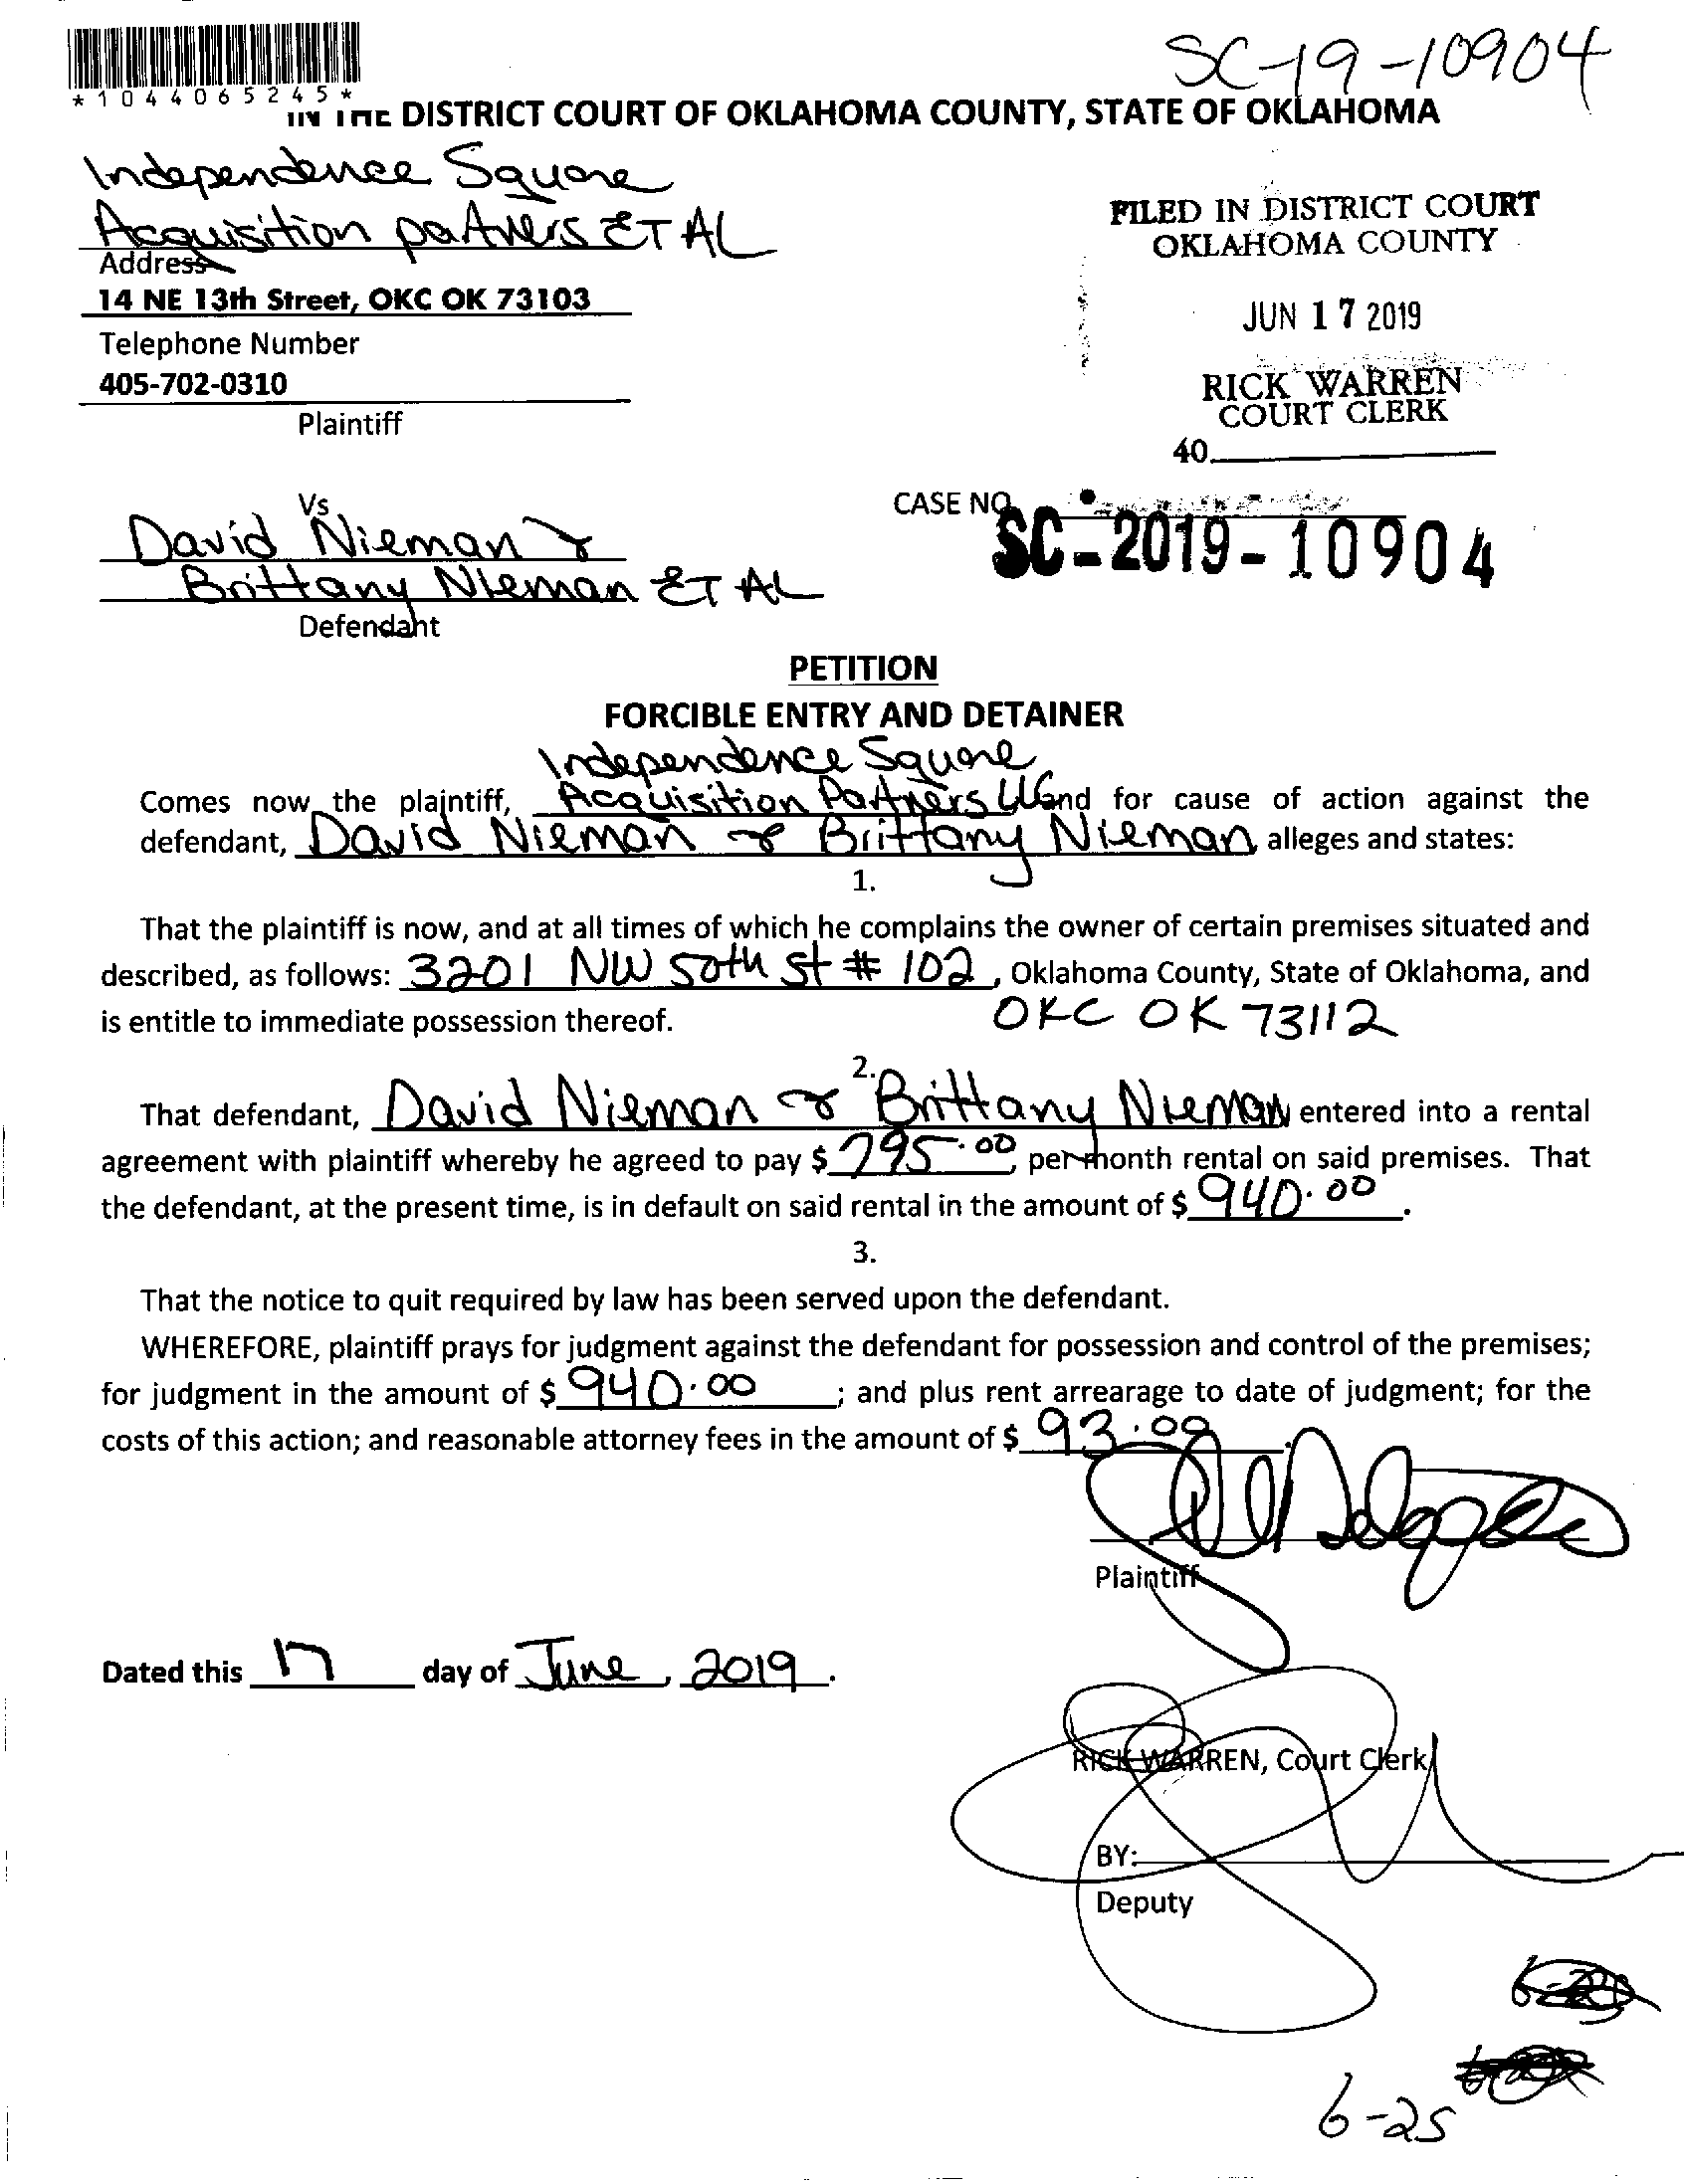 SC-19-10904
*1044065245*
IN THE DISTRICT COURT OF OKLAHOMA COUNTY, STATE OF OKLAHOMA
Independence Square
Acquisition partners ET AL
Address
14 NE 13th Street, OKC OK 73103
Telephone Number
405-702-0310
Plaintiff
FILED IN DISTRICT COURT
OKLAHOMA COUNTY
JUN 17 2019
RICK WARREN
COURT CLERK
40
Vs
David Nieman &
Brittany Nieman ET AL
Defendant
CASE NO.
SC-2019-10904
PETITION
FORCIBLE ENTRY AND DETAINER
Independence Square
Comes now the plaintiff, Acquisition Partners LLC and for cause of action against the
defendant, David Nieman & Brittany Nieman alleges and states:
1.
That the plaintiff is now, and at all times of which he complains the owner of certain premises situated and
described, as follows: 3201 NW 50th St # 102, Oklahoma County, State of Oklahoma, and
is entitle to immediate possession thereof. OKC OK 73112
2.
That defendant, David Nieman & Brittany Nieman entered into a rental
agreement with plaintiff whereby he agreed to pay $ 795.00 per month rental on said premises. That
the defendant, at the present time, is in default on said rental in the amount of $ 940.00.
3.
That the notice to quit required by law has been served upon the defendant.
WHEREFORE, plaintiff prays for judgment against the defendant for possession and control of the premises;
for judgment in the amount of $ 940.00; and plus rent arrearage to date of judgment; for the
costs of this action; and reasonable attorney fees in the amount of $ 93.00.
Plaintiff
Dated this 17 day of June, 2019.
RICK WARREN, Court Clerk
BY:
Deputy
6-25